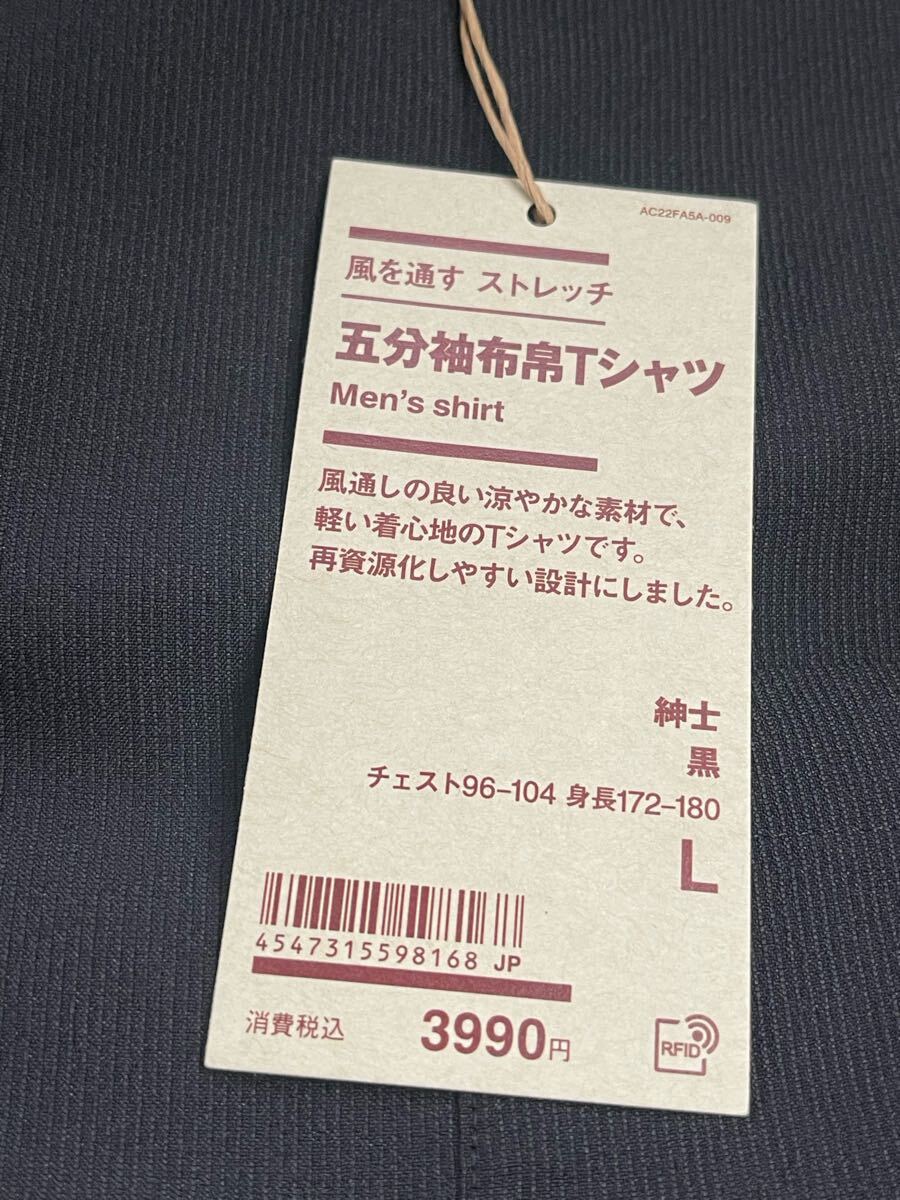 AC22FA5A-009
風を通す ストレッチ
五分袖布帛Tシャツ
Men's shirt
風通しの良い涼やかな素材で、
軽い着心地のTシャツです。
再資源化しやすい設計にしました。
紳士
黒
チェスト96-104 身長172-180
L
4547315598168 JP
消費税込 3990円
RFID